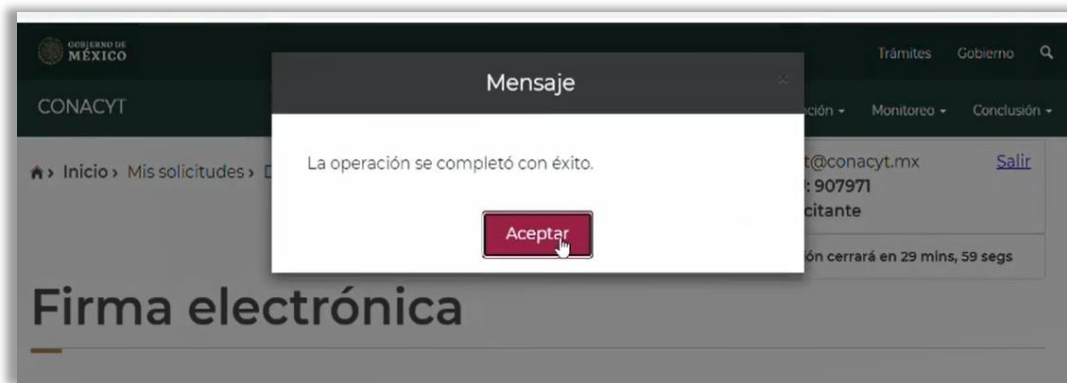 GOBIERNO DE
MÉXICO
Trámites Gobierno
Mensaje
CONACYT
ción Monitoreo Conclusión
La operación se completó con éxito.
Inicio › Mis solicitudes ›
t@conacyt.mx Salir
: 907971
citante
Aceptar
ón cerrará en 29 mins, 59 segs
Firma electrónica